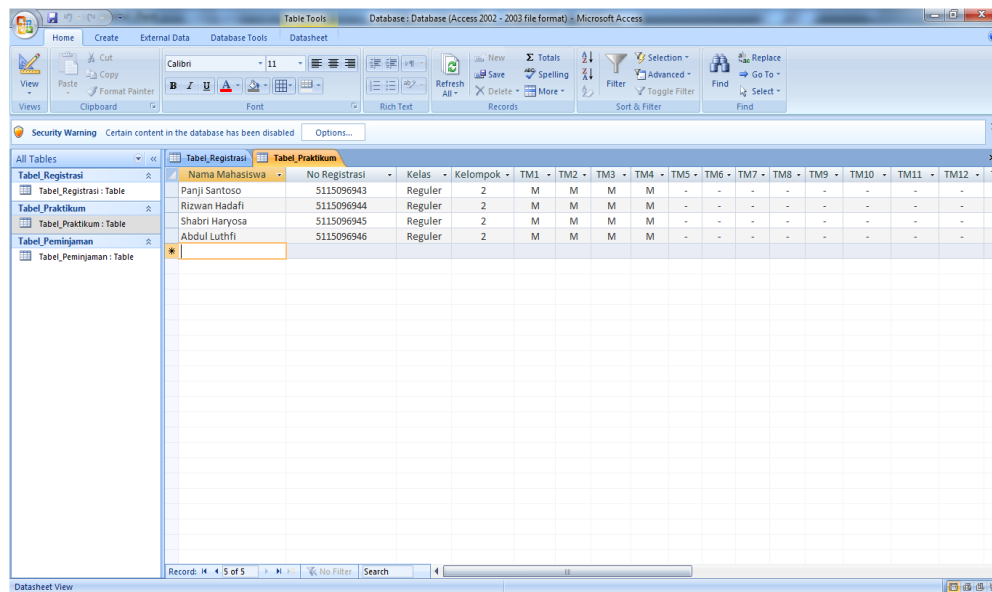 Table Tools Database : Database (Access 2002 - 2003 file format) - Microsoft Access
Home Create External Data Database Tools Datasheet
View
Views
Paste
Cut
Copy
Format Painter
Clipboard
Calibri 11
B I U A
Font
Rich Text
Refresh
All
New
Save
Delete
Σ Totals
Spelling
More
Records
Filter
Selection
Advanced
Toggle Filter
Sort & Filter
Find
Replace
Go To
Select
Find
Security Warning Certain content in the database has been disabled Options...
All Tables
Tabel_Registrasi
Tabel_Registrasi : Table
Tabel_Praktikum
Tabel_Praktikum : Table
Tabel_Peminjaman
Tabel_Peminjaman : Table
Tabel_Registrasi Tabel_Praktikum
Nama Mahasiswa No Registrasi Kelas Kelompok TM1 TM2 TM3 TM4 TM5 TM6 TM7 TM8 TM9 TM10 TM11 TM12
Panji Santoso 5115096943 Reguler 2 M M M M - - - - - - - -
Rizwan Hadafi 5115096944 Reguler 2 M M M M - - - - - - - -
Shabri Haryosa 5115096945 Reguler 2 M M M M - - - - - - - -
Abdul Luthfi 5115096946 Reguler 2 M M M M - - - - - - - -
Record: 5 of 5 No Filter Search
Datasheet View